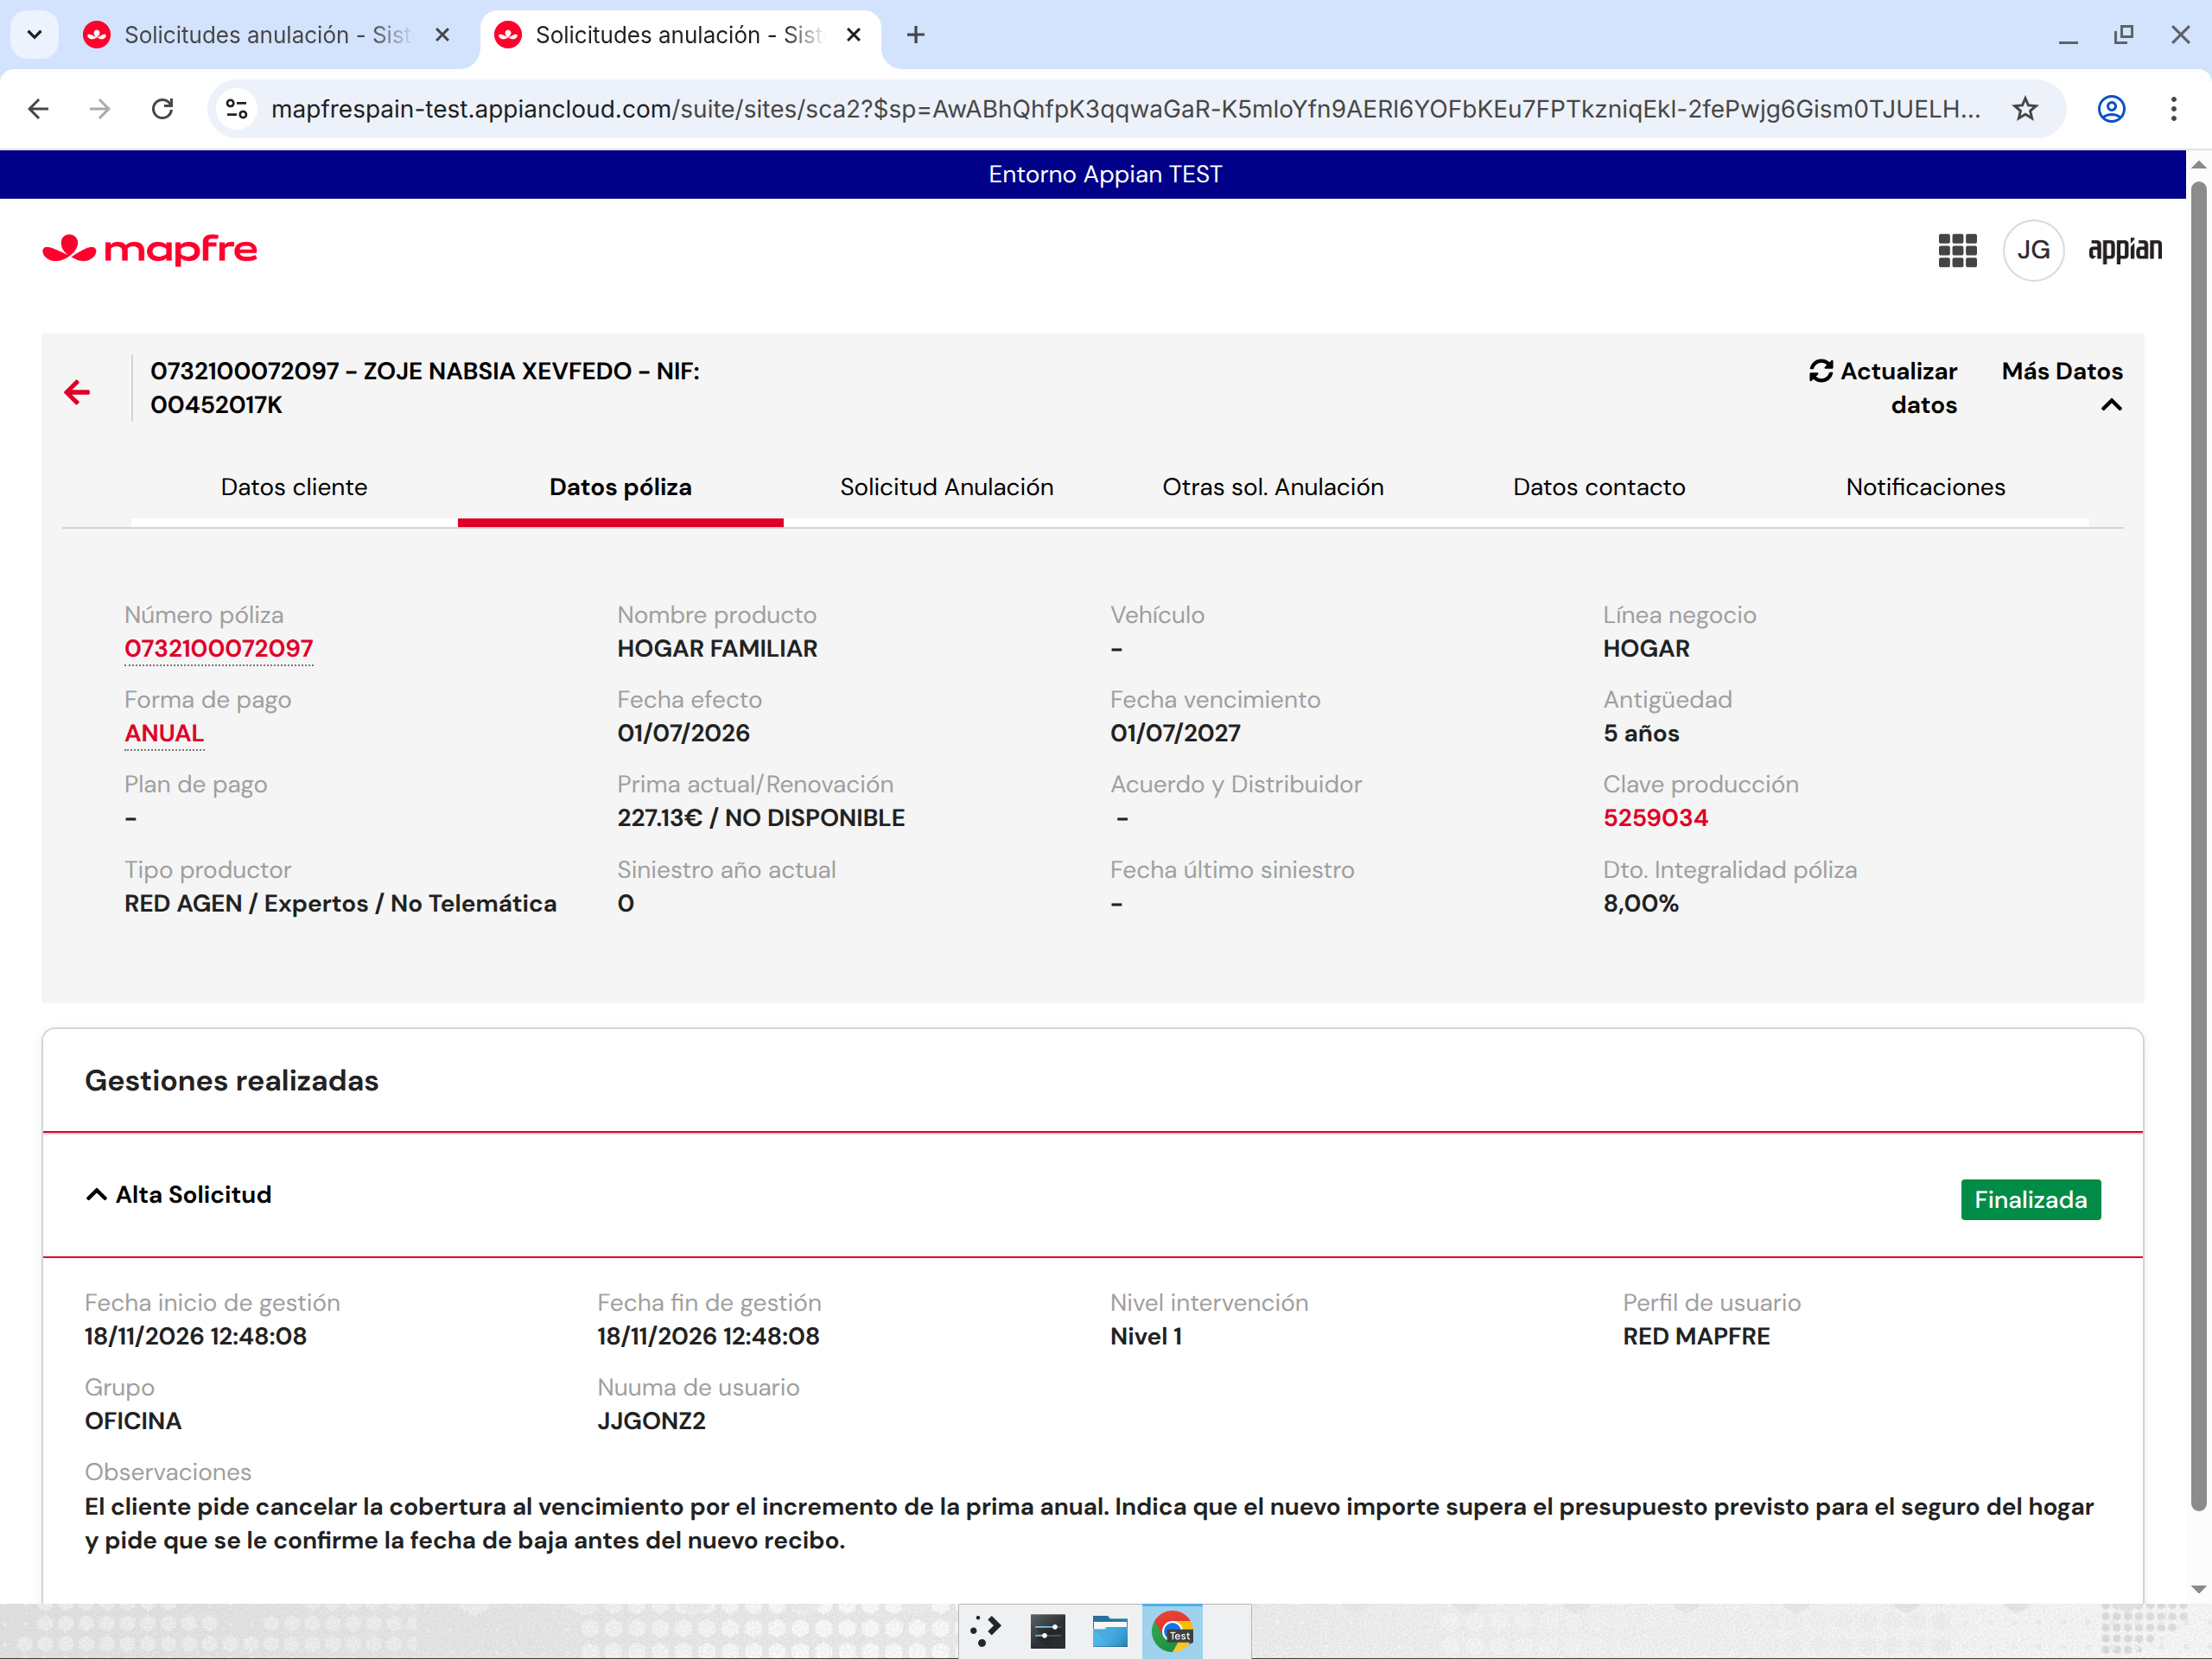 Solicitudes anulación - Sist
Solicitudes anulación - Sist
mapfrespain-test.appiancloud.com/suite/sites/sca2?$sp=AwABhQhfpK3qqwaGaR-K5mloYfn9AERl6YOFbKEu7FPTkzniqEkl-2fePwjg6Gism0TJUELH...
Entorno Appian TEST
mapfre
JG
appian
0732100072097 - ZOJE NABSIA XEVFEDO - NIF:
00452017K
Actualizar
datos
Más Datos
Datos cliente
Datos póliza
Solicitud Anulación
Otras sol. Anulación
Datos contacto
Notificaciones
Número póliza
Nombre producto
Vehículo
Línea negocio
0732100072097
HOGAR FAMILIAR
-
HOGAR
Forma de pago
Fecha efecto
Fecha vencimiento
Antigüedad
ANUAL
01/07/2026
01/07/2027
5 años
Plan de pago
Prima actual/Renovación
Acuerdo y Distribuidor
Clave producción
-
227.13€ / NO DISPONIBLE
-
5259034
Tipo productor
Siniestro año actual
Fecha último siniestro
Dto. Integralidad póliza
RED AGEN / Expertos / No Telemática
0
-
8,00%
Gestiones realizadas
Alta Solicitud
Finalizada
Fecha inicio de gestión
Fecha fin de gestión
Nivel intervención
Perfil de usuario
18/11/2026 12:48:08
18/11/2026 12:48:08
Nivel 1
RED MAPFRE
Grupo
Nuuma de usuario
OFICINA
JJGONZ2
Observaciones
El cliente pide cancelar la cobertura al vencimiento por el incremento de la prima anual. Indica que el nuevo importe supera el presupuesto previsto para el seguro del hogar
y pide que se le confirme la fecha de baja antes del nuevo recibo.
Test